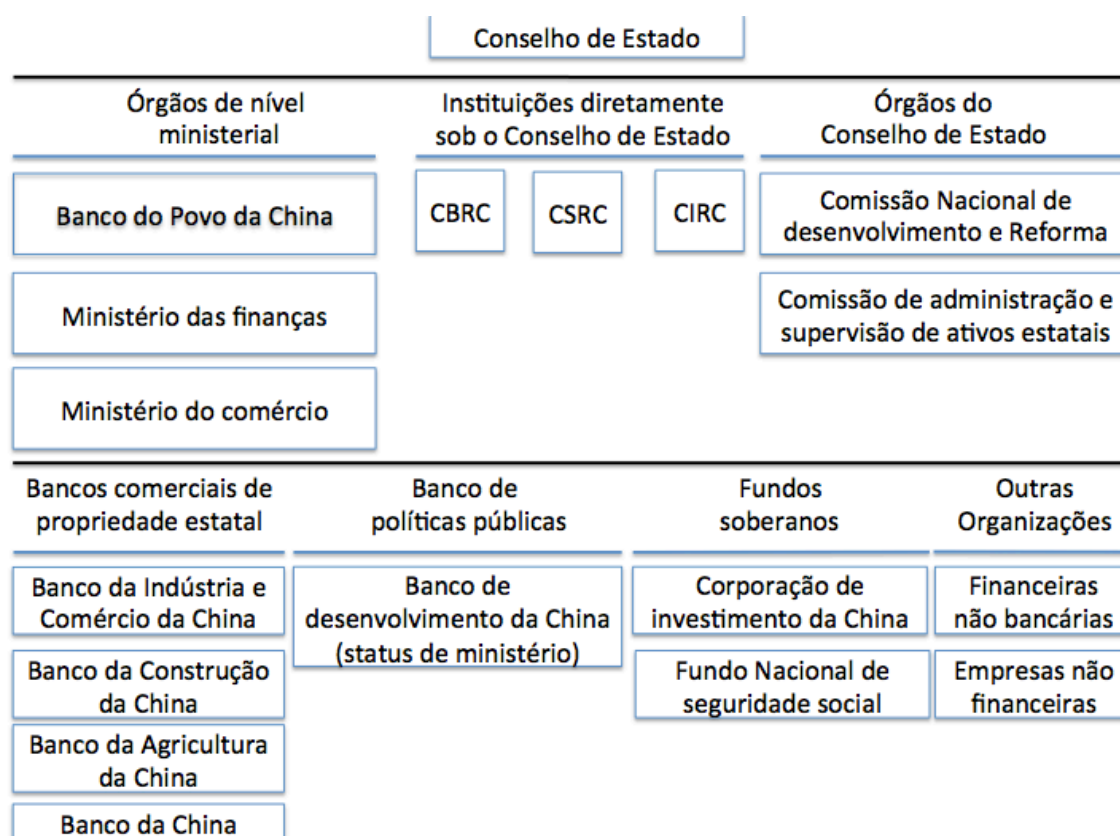 Conselho de Estado
Órgãos de nível
ministerial
Instituições diretamente
sob o Conselho de Estado
Órgãos do
Conselho de Estado
Banco do Povo da China
CBRC
CSRC
CIRC
Comissão Nacional de
desenvolvimento e Reforma
Ministério das finanças
Comissão de administração e
supervisão de ativos estatais
Ministério do comércio
Bancos comerciais de
propriedade estatal
Banco de
políticas públicas
Fundos
soberanos
Outras
Organizações
Banco da Indústria e
Comércio da China
Banco de
desenvolvimento da China
(status de ministério)
Corporação de
investimento da China
Financeiras
não bancárias
Banco da Construção
da China
Fundo Nacional de
seguridade social
Empresas não
financeiras
Banco da Agricultura
da China
Banco da China